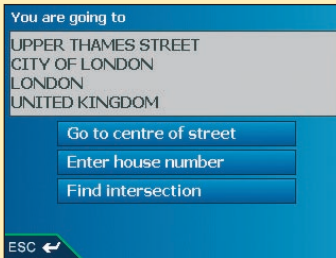 You are going to
UPPER THAMES STREET
CITY OF LONDON
LONDON
UNITED KINGDOM
Go to centre of street
Enter house number
Find intersection
ESC